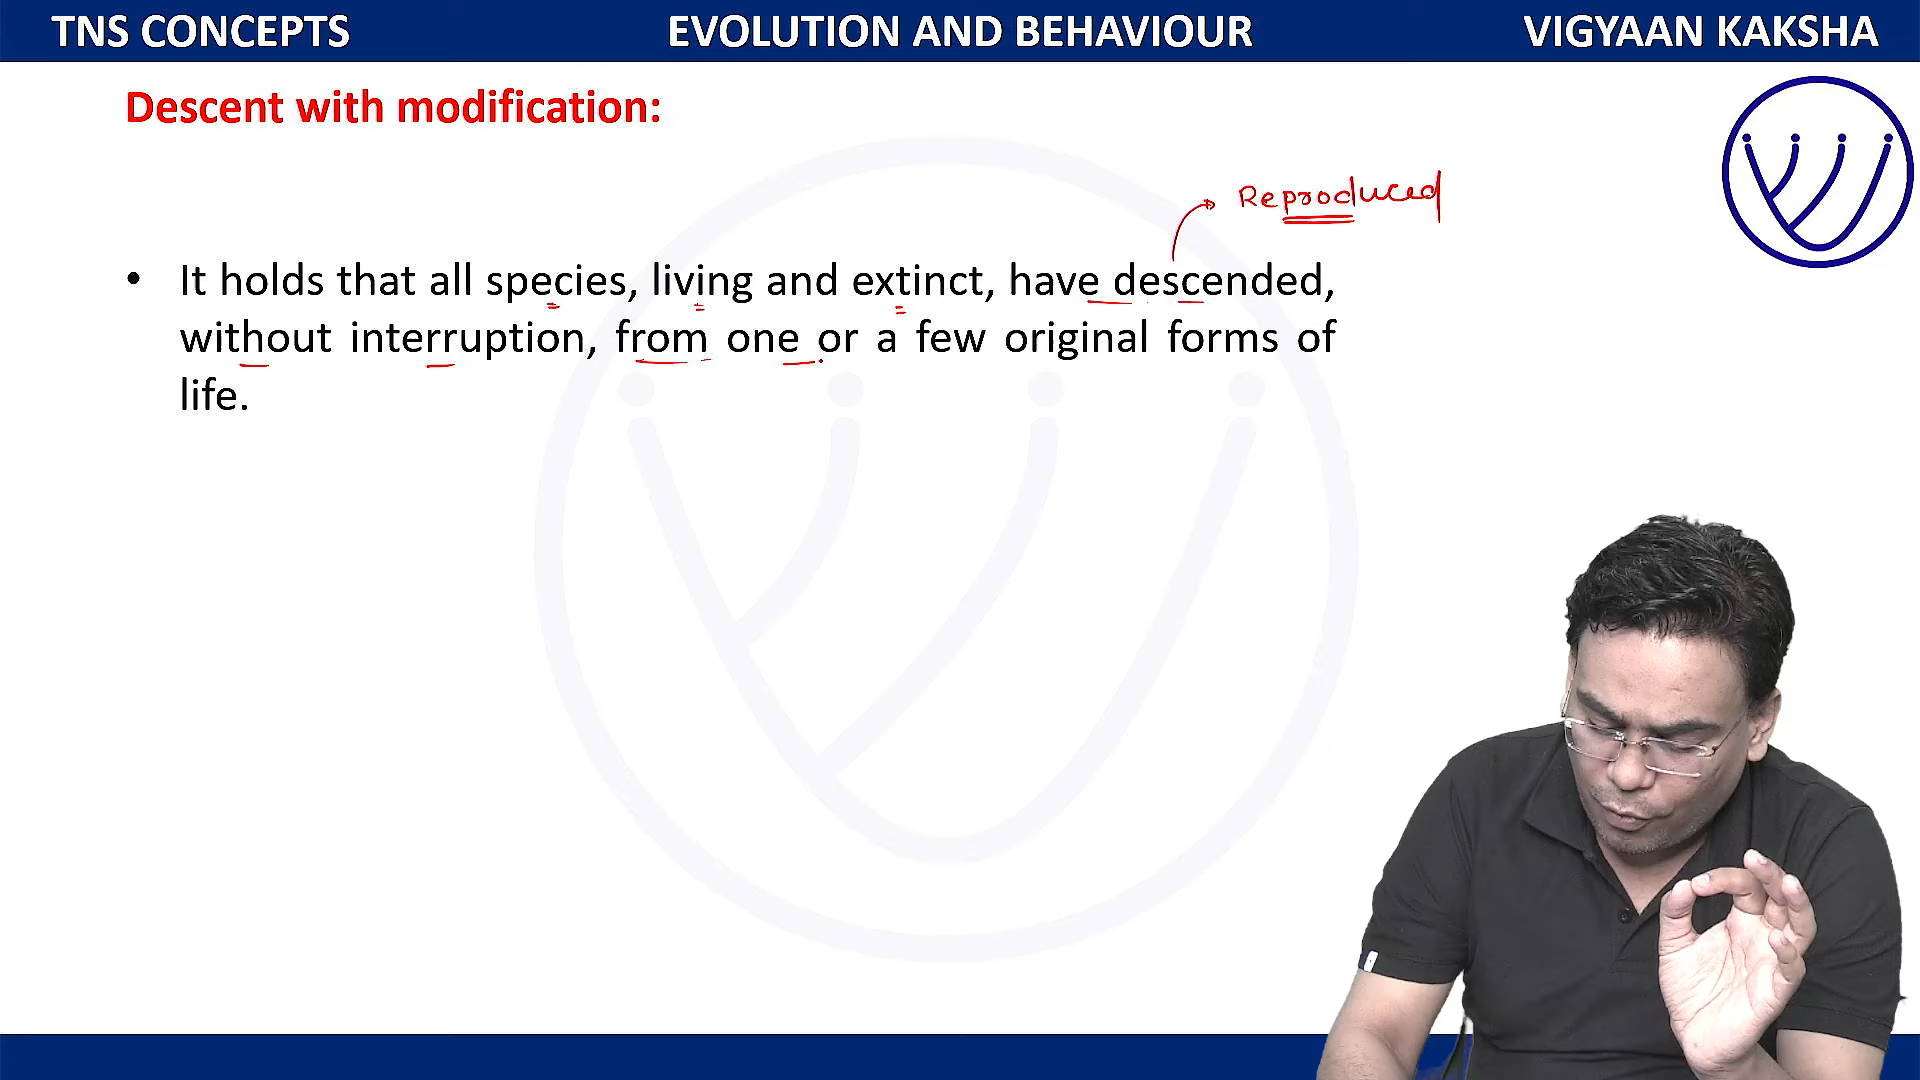 TNS CONCEPTS EVOLUTION AND BEHAVIOUR VIGYAAN KAKSHA
Descent with modification:
Reproduced
• It holds that all species, living and extinct, have descended,
without interruption, from one or a few original forms of
life.